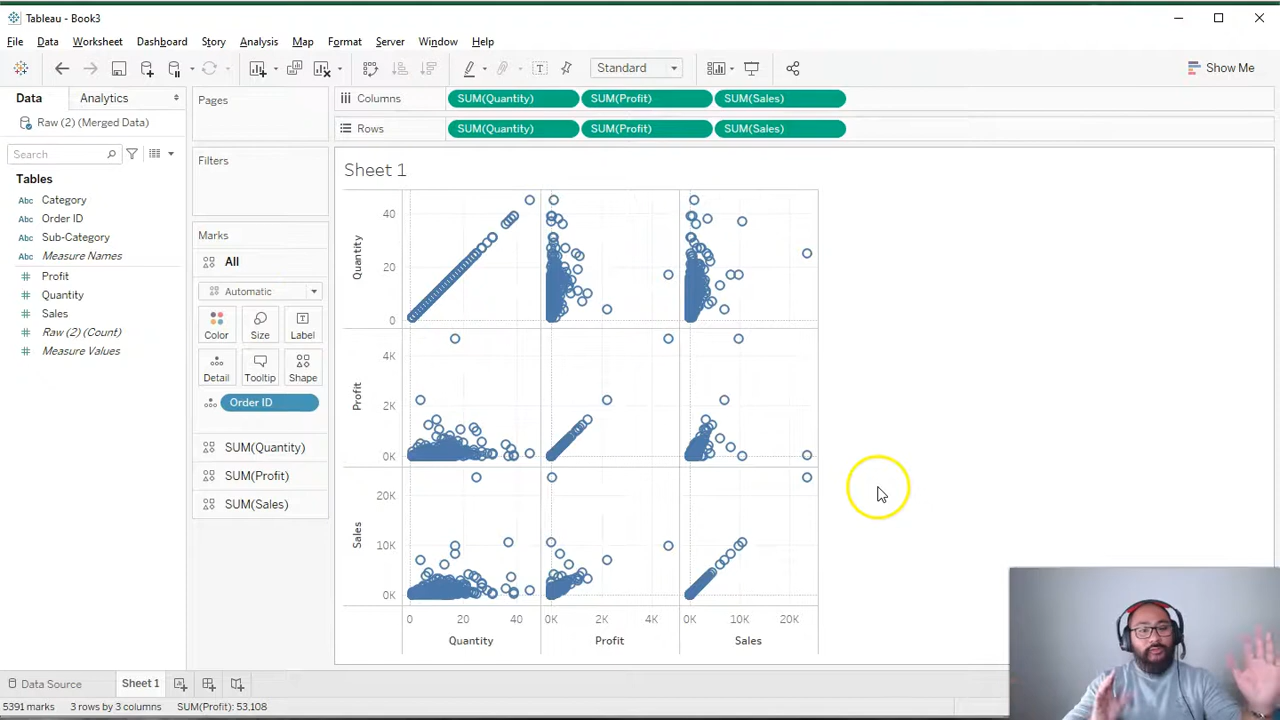 Tableau - Book3
File Data Worksheet Dashboard Story Analysis Map Format Server Window Help
Standard
Show Me
Data
Analytics
Raw (2) (Merged Data)
Search
Tables
Abc Category
Abc Order ID
Abc Sub-Category
Abc Measure Names
# Profit
# Quantity
# Sales
# Raw (2) (Count)
# Measure Values
Pages
Filters
Marks
All
Automatic
Color Size Label
Detail Tooltip Shape
Order ID
SUM(Quantity)
SUM(Profit)
SUM(Sales)
Columns SUM(Quantity) SUM(Profit) SUM(Sales)
Rows SUM(Quantity) SUM(Profit) SUM(Sales)
Sheet 1
Quantity
40
20
0
Profit
4K
2K
0K
Sales
20K
10K
0K
0 20 40 0K 2K 4K 0K 10K 20K
Quantity Profit Sales
Data Source Sheet 1
5391 marks 3 rows by 3 columns SUM(Profit): 53,108